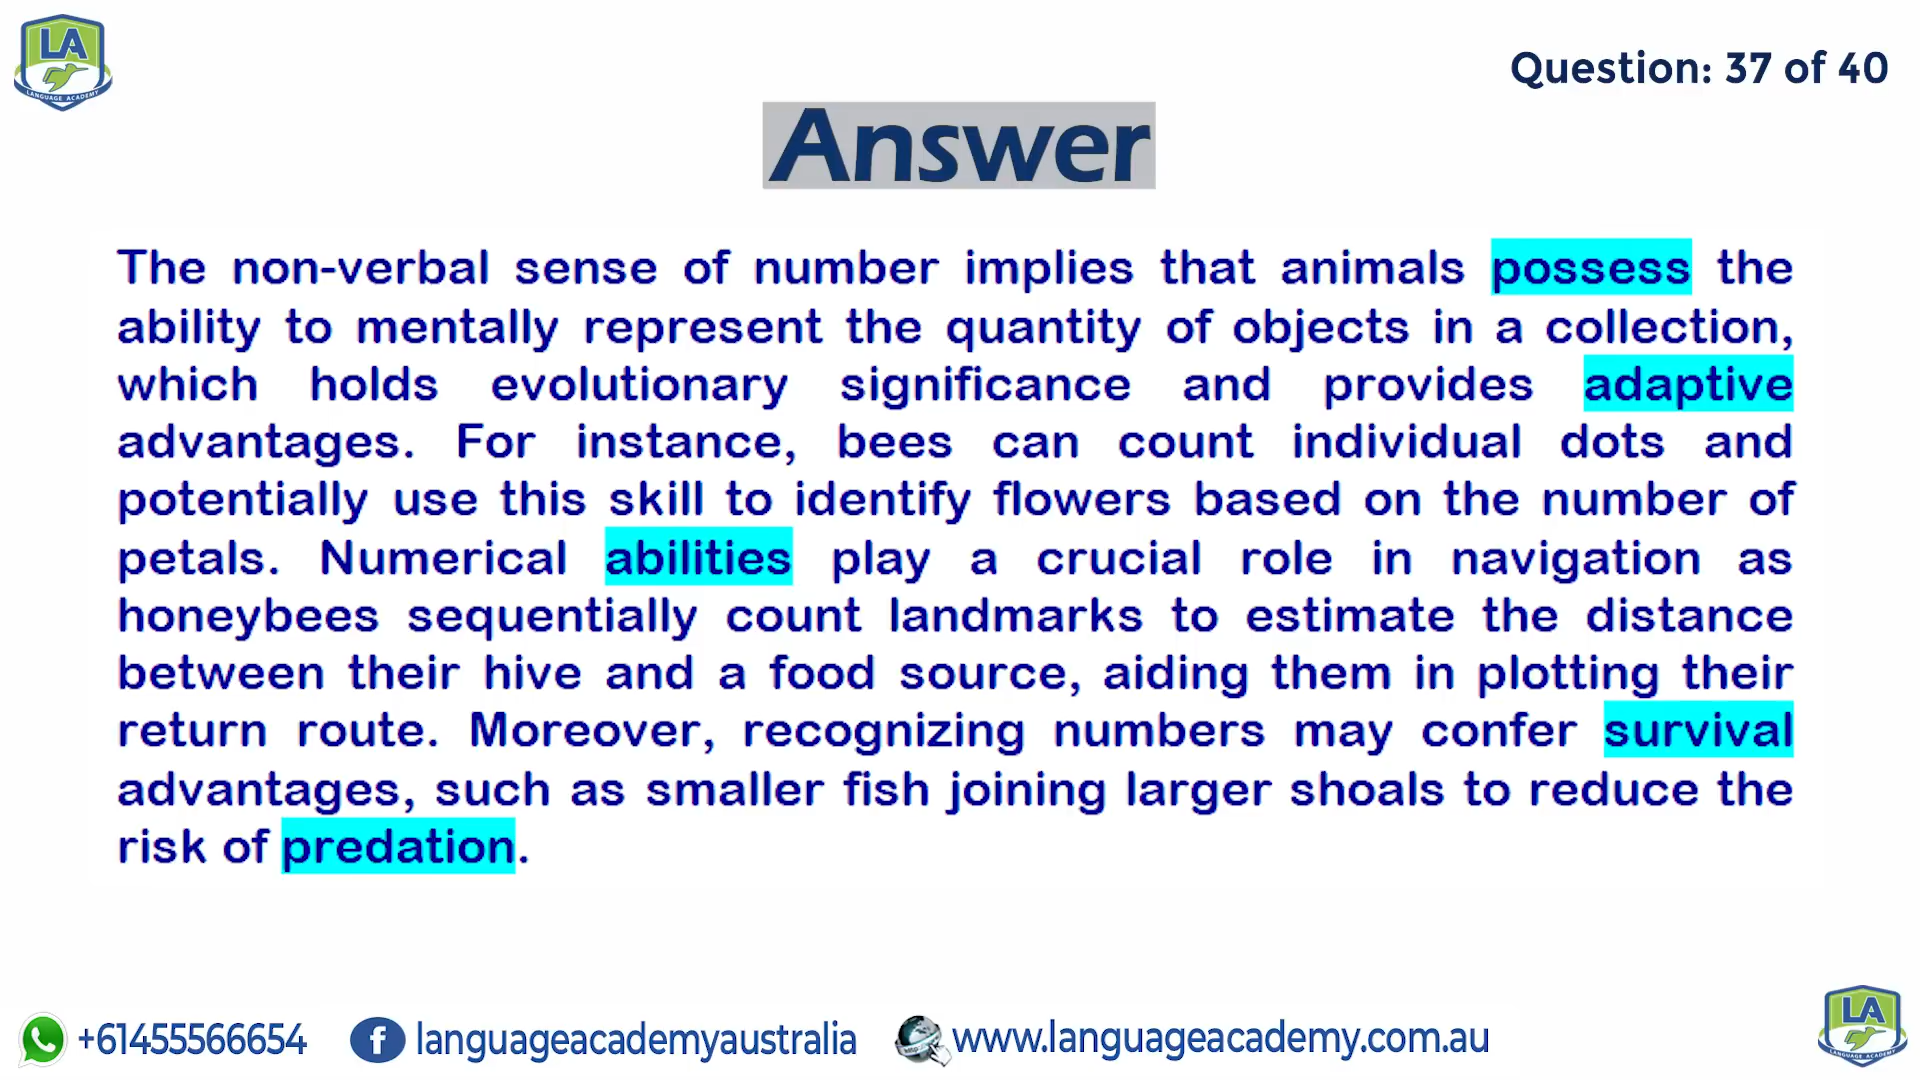 LA
LANGUAGE ACADEMY
Question: 37 of 40
Answer
The non-verbal sense of number implies that animals possess the
ability to mentally represent the quantity of objects in a collection,
which holds evolutionary significance and provides adaptive
advantages. For instance, bees can count individual dots and
potentially use this skill to identify flowers based on the number of
petals. Numerical abilities play a crucial role in navigation as
honeybees sequentially count landmarks to estimate the distance
between their hive and a food source, aiding them in plotting their
return route. Moreover, recognizing numbers may confer survival
advantages, such as smaller fish joining larger shoals to reduce the
risk of predation.
+61455566654 languageacademyaustralia www.languageacademy.com.au
LA
LANGUAGE ACADEMY